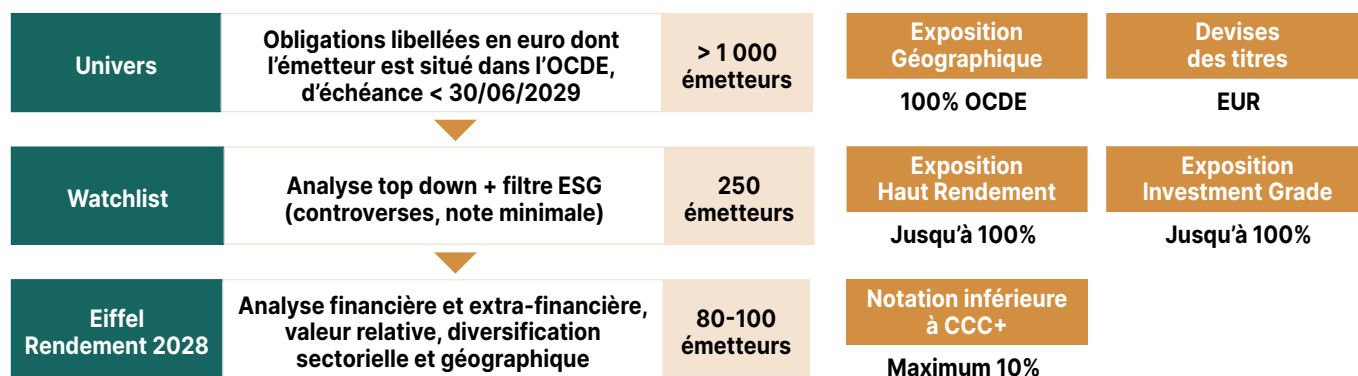 Univers
Obligations libellées en euro dont
l'émetteur est situé dans l'OCDE,
d'échéance < 30/06/2029
> 1 000
émetteurs
Watchlist
Analyse top down + filtre ESG
(controverses, note minimale)
250
émetteurs
Eiffel
Rendement 2028
Analyse financière et extra-financière,
valeur relative, diversification
sectorielle et géographique
80-100
émetteurs
Exposition
Géographique
100% OCDE
Devises
des titres
EUR
Exposition
Haut Rendement
Jusqu'à 100%
Exposition
Investment Grade
Jusqu'à 100%
Notation inférieure
à CCC+
Maximum 10%